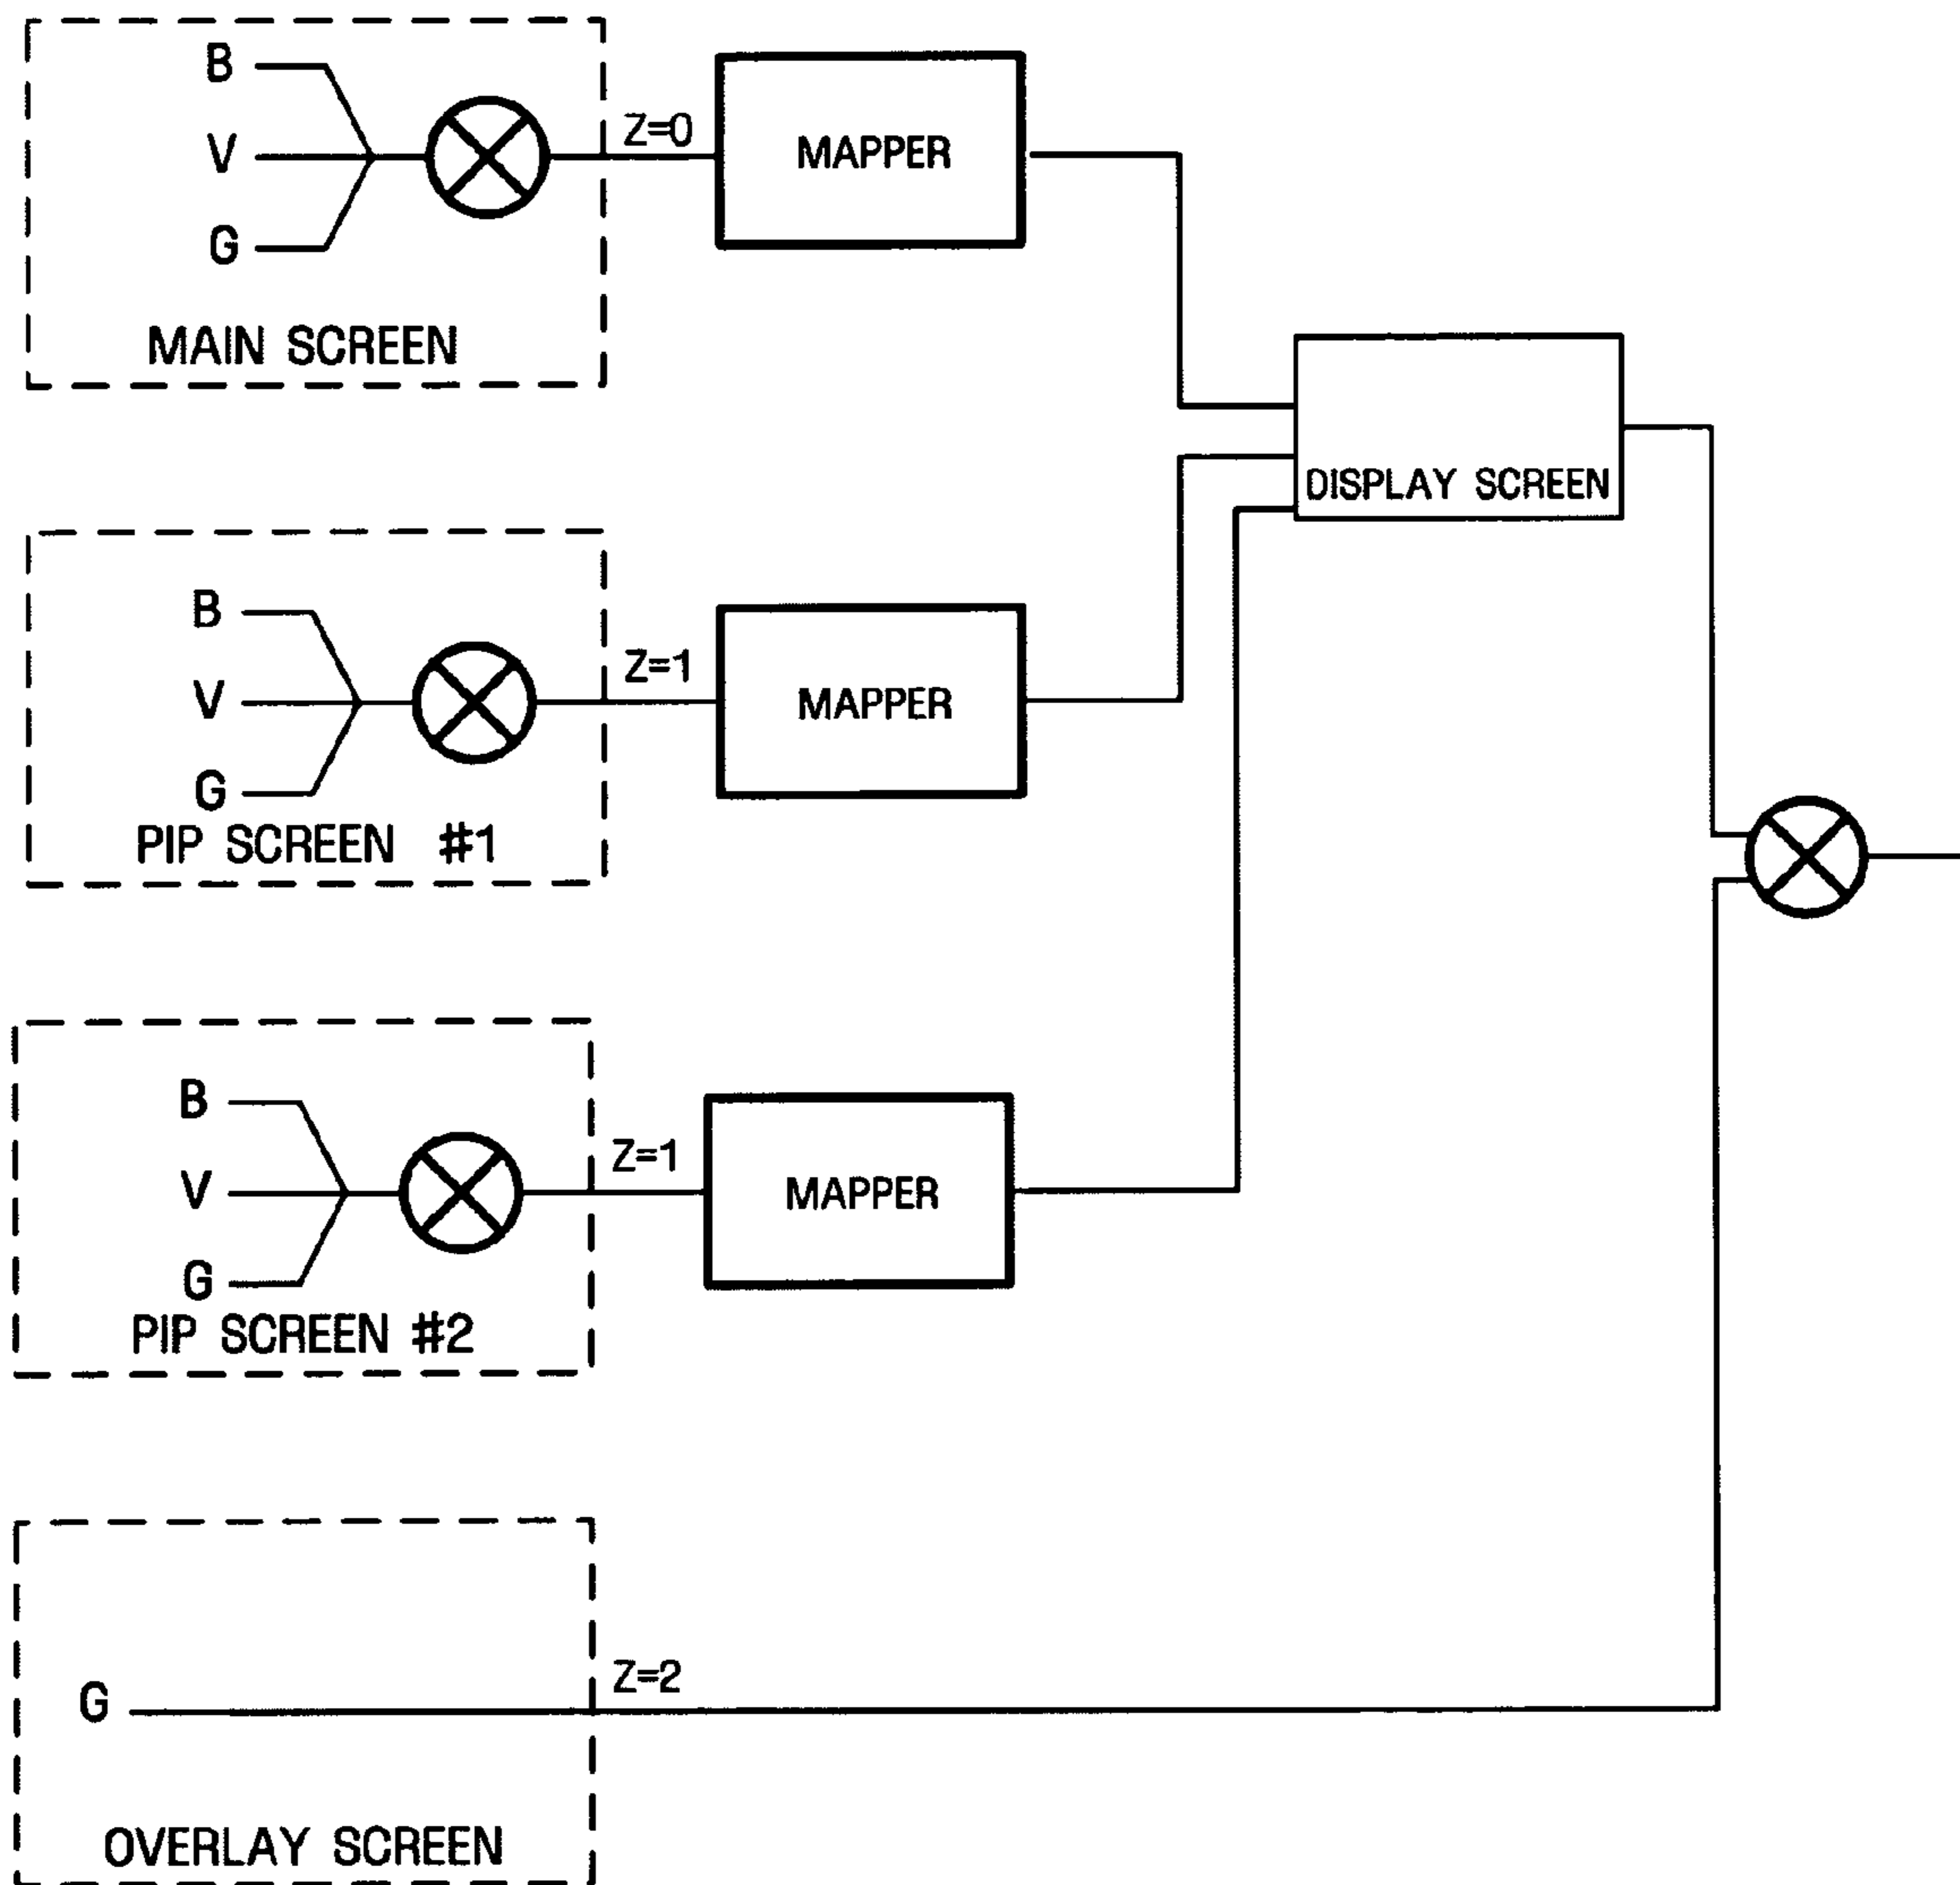 B
V
G
Z=0
MAPPER
MAIN SCREEN
DISPLAY SCREEN
B
V
G
Z=1
MAPPER
PIP SCREEN #1
B
V
G
Z=1
MAPPER
PIP SCREEN #2
G
Z=2
OVERLAY SCREEN